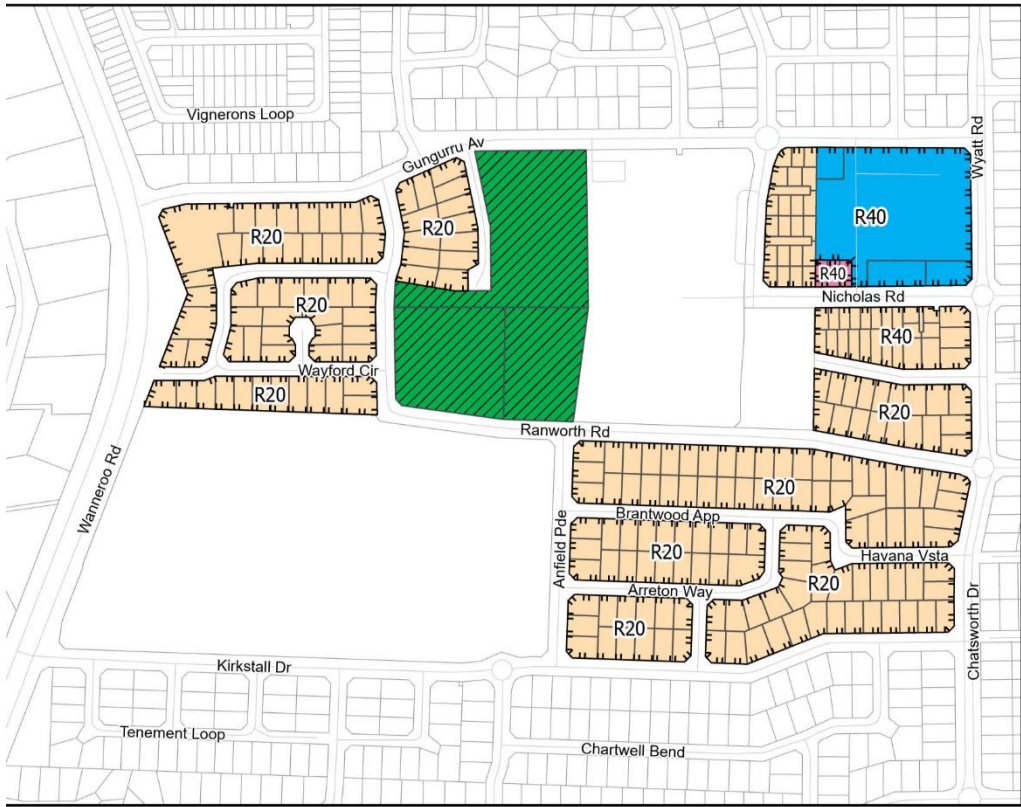 Vignerons Loop
Gungurru Av
Wyatt Rd
R20
R20
R40
R40
Nicholas Rd
R20
R40
Wayford Cir
R20
R20
Ranworth Rd
Wanneroo Rd
R20
Brantwood App
Anfield Pde
R20
Havana Vsta
R20
Arreton Way
R20
Chatsworth Dr
Kirkstall Dr
Tenement Loop
Chartwell Bend